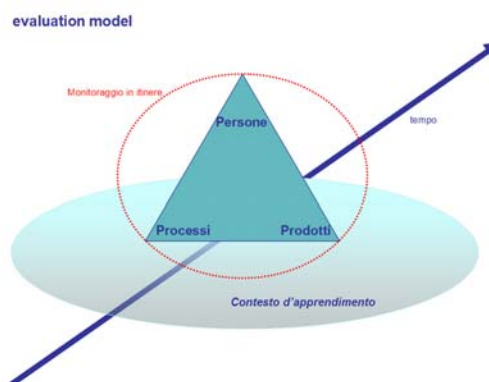 evaluation model
Monitoraggio in itinere
Persone
tempo
Processi
Prodotti
Contesto d'apprendimento